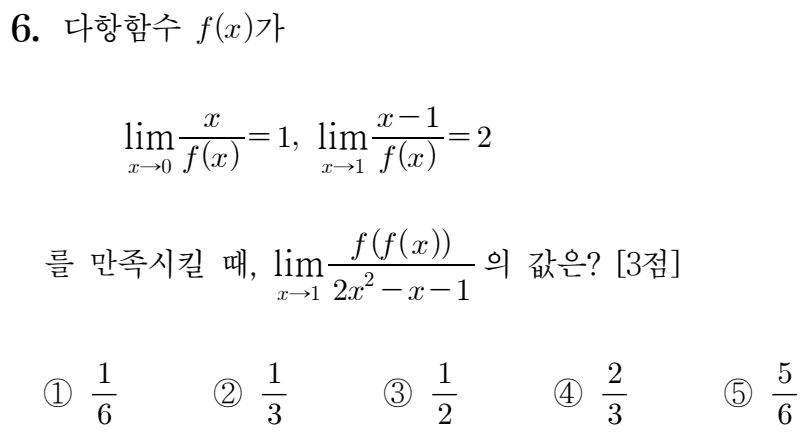 6. 다항함수 f(x)가
lim_{x→0} x/f(x) = 1, lim_{x→1} (x-1)/f(x) = 2
를 만족시킬 때, lim_{x→1} f(f(x))/(2x²-x-1) 의 값은? [3점]
① 1/6 ② 1/3 ③ 1/2 ④ 2/3 ⑤ 5/6